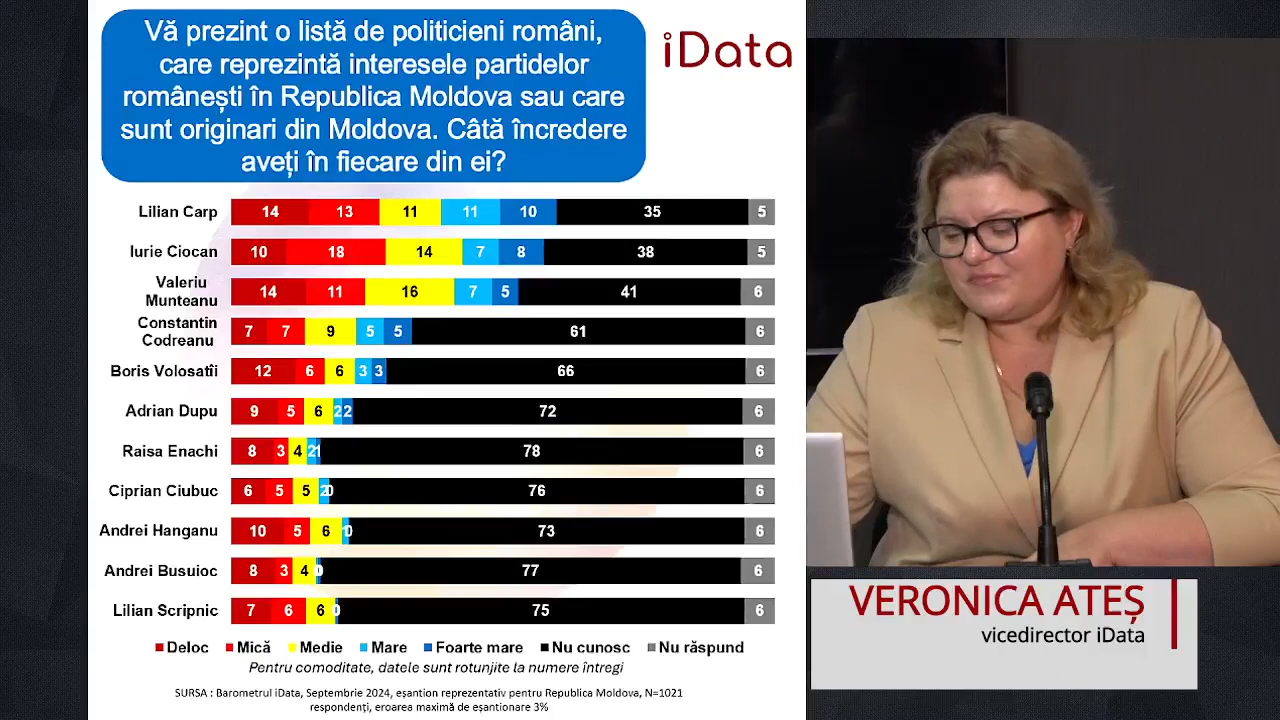 Vă prezint o listă de politicieni români,
care reprezintă interesele partidelor
românești în Republica Moldova sau care
sunt originari din Moldova. Câtă încredere
aveți în fiecare din ei?
iData
Lilian Carp 14 13 11 11 10 35 5
Iurie Ciocan 10 18 14 7 8 38 5
Valeriu
Munteanu 14 11 16 7 5 41 6
Constantin
Codreanu 7 7 9 5 5 61 6
Boris Volosatîi 12 6 6 3 3 66 6
Adrian Dupu 9 5 6 2 2 72 6
Raisa Enachi 8 3 4 2 1 78 6
Ciprian Ciubuc 6 5 5 2 0 76 6
Andrei Hanganu 10 5 6 0 73 6
Andrei Busuioc 8 3 4 0 77 6
Lilian Scripnic 7 6 6 0 75 6
Deloc Mică Medie Mare Foarte mare Nu cunosc Nu răspund
Pentru comoditate, datele sunt rotunjite la numere întregi
SURSA : Barometrul iData, Septembrie 2024, eșantion reprezentativ pentru Republica Moldova, N=1021
respondenți, eroarea maximă de eșantionare 3%
VERONICA ATEȘ
vicedirector iData